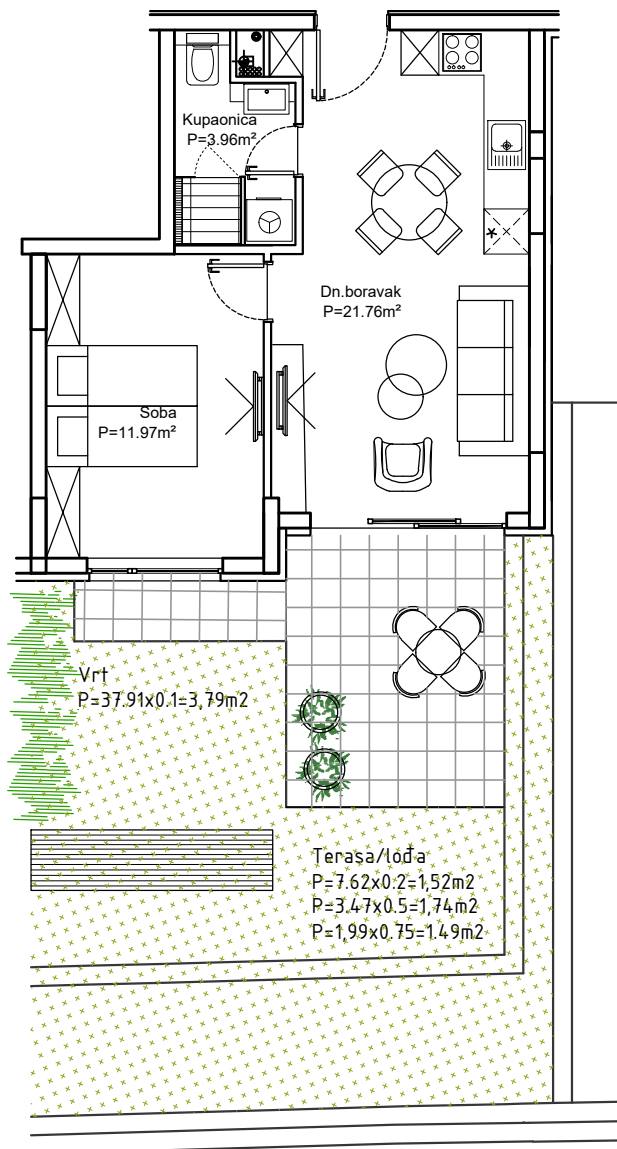 Kupaonica
P=3.96m²
Dn.boravak
P=21.76m²
Soba
P=11.97m²
Vrt
P=37.91x0.1=3,79m2
Terasa/lođa
P=7.62x0.2=1,52m2
P=3.47x0.5=1,74m2
P=1,99x0.75=1.49m2